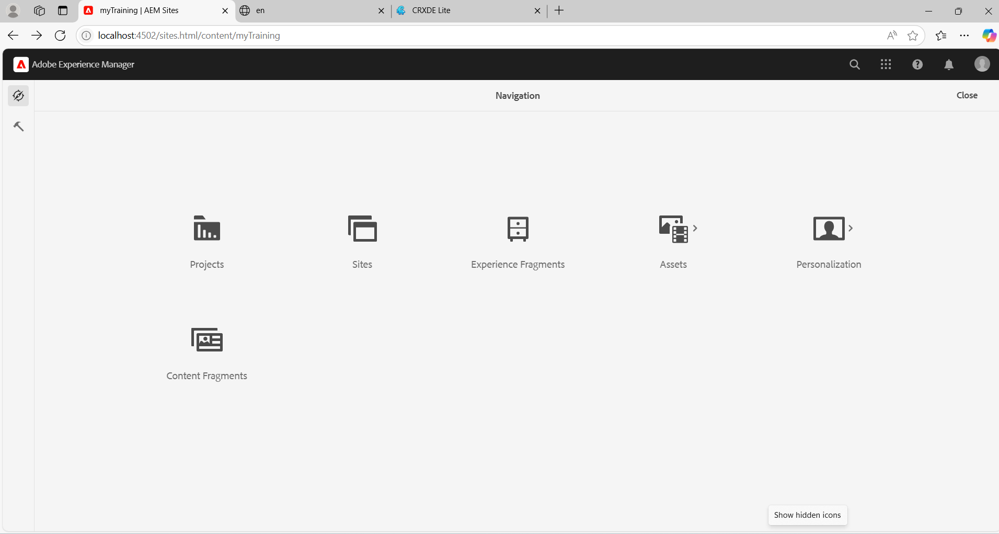 myTraining | AEM Sites
en
CRXDE Lite
localhost:4502/sites.html/content/myTraining
Adobe Experience Manager
Navigation
Close
Projects
Sites
Experience Fragments
Assets
Personalization
Content Fragments
Show hidden icons